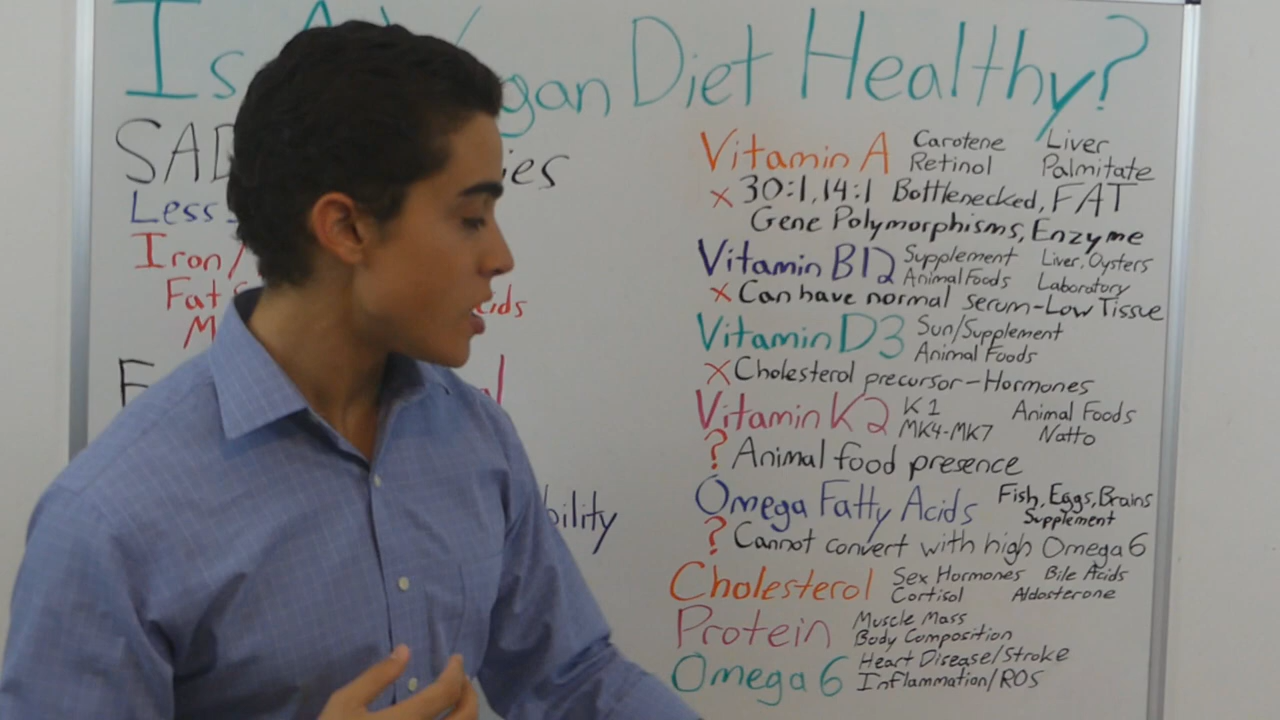 Is A Vegan Diet Healthy?
SAD
ies
Less
Iron/
Fat
cids
M
ility
Vitamin A Carotene Retinol Liver Palmitate
x 30:1, 14:1 Bottlenecked, FAT
Gene Polymorphisms, Enzyme
Vitamin B12 Supplement Animal Foods Liver, Oysters Laboratory
x Can have normal serum-Low Tissue
Vitamin D3 Sun/Supplement Animal Foods
x Cholesterol precursor-Hormones
Vitamin K2 K1 MK4-MK7 Animal Foods Natto
? Animal food presence
Omega Fatty Acids Fish, Eggs, Brains Supplement
? Cannot convert with high Omega 6
Cholesterol Sex Hormones Cortisol Bile Acids Aldosterone
Protein Muscle Mass Body Composition
Omega 6 Heart Disease/Stroke Inflammation/ROS